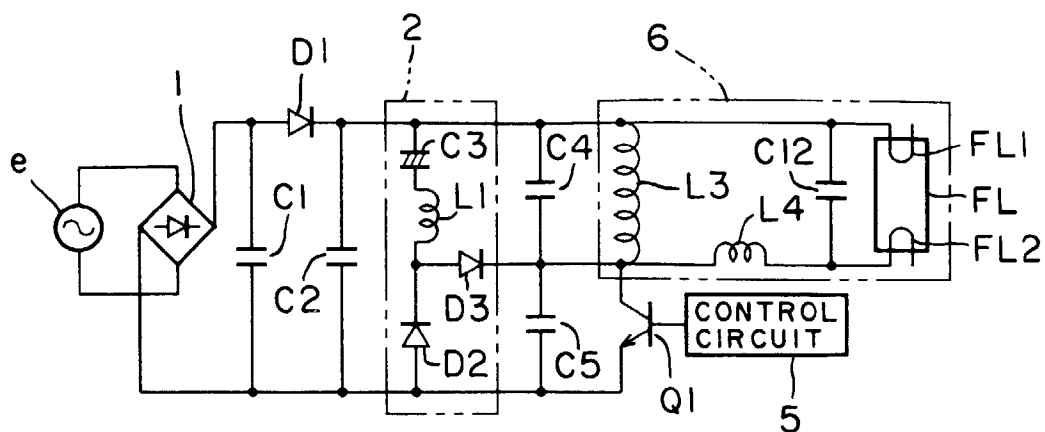 2
6
D1
1
e
C3
C4
C12
FL1
L3
FL
L1
C1
L4
FL2
C2
D3
CONTROL
CIRCUIT
D2
C5
Q1
5